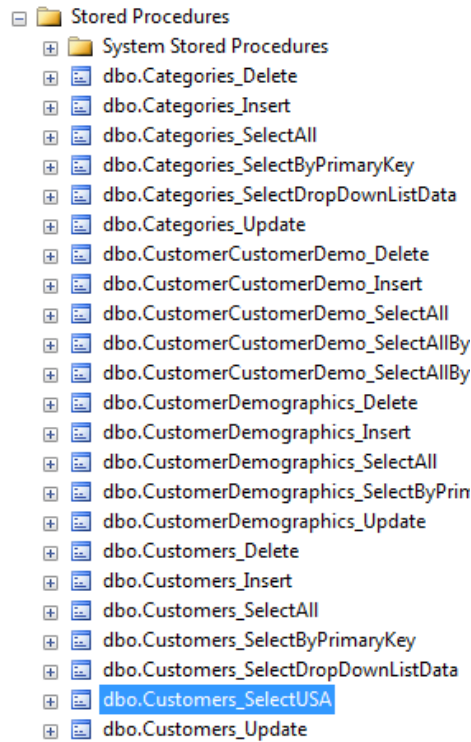 Stored Procedures
System Stored Procedures
dbo.Categories_Delete
dbo.Categories_Insert
dbo.Categories_SelectAll
dbo.Categories_SelectByPrimaryKey
dbo.Categories_SelectDropDownListData
dbo.Categories_Update
dbo.CustomerCustomerDemo_Delete
dbo.CustomerCustomerDemo_Insert
dbo.CustomerCustomerDemo_SelectAll
dbo.CustomerCustomerDemo_SelectAllBy
dbo.CustomerCustomerDemo_SelectAllBy
dbo.CustomerDemographics_Delete
dbo.CustomerDemographics_Insert
dbo.CustomerDemographics_SelectAll
dbo.CustomerDemographics_SelectByPrim
dbo.CustomerDemographics_Update
dbo.Customers_Delete
dbo.Customers_Insert
dbo.Customers_SelectAll
dbo.Customers_SelectByPrimaryKey
dbo.Customers_SelectDropDownListData
dbo.Customers_SelectUSA
dbo.Customers_Update